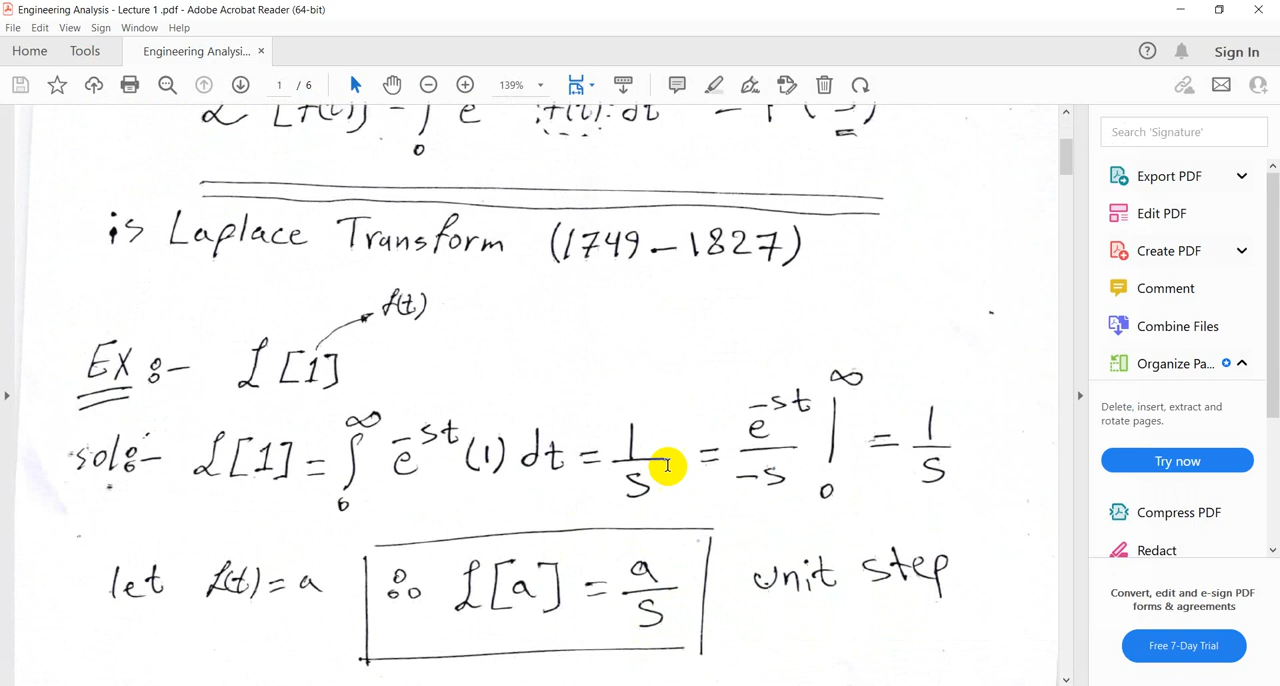 Engineering Analysis - Lecture 1 .pdf - Adobe Acrobat Reader (64-bit)
File Edit View Sign Window Help
Home Tools Engineering Analysi... × Sign In
1 / 6 139%
ℒ [f(t)] = ∫₀ e f(t) dt = F(s)
is Laplace Transform (1749 – 1827)
f(t)
EX :- ℒ [1]
sol:- ℒ[1] = ∫₀^∞ e^-st (1) dt = 1/s = e^-st/-s |₀^∞ = 1/s
let f(t) = a ∴ ℒ[a] = a/s unit step
Search 'Signature'
Export PDF
Edit PDF
Create PDF
Comment
Combine Files
Organize Pa...
Delete, insert, extract and
rotate pages.
Try now
Compress PDF
Redact
Convert, edit and e-sign PDF
forms & agreements
Free 7-Day Trial